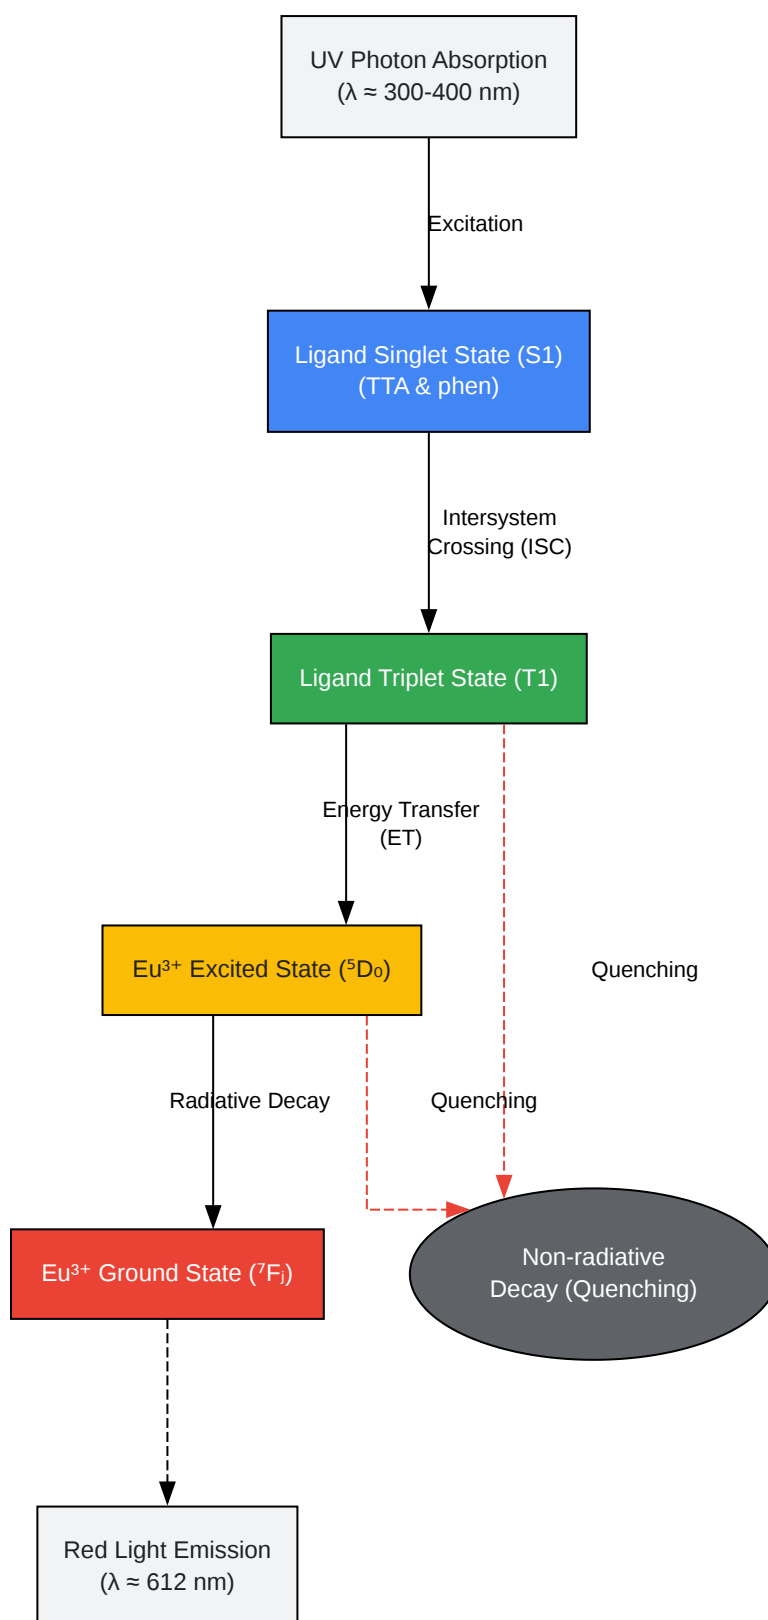 UV Photon Absorption
(λ ≈ 300-400 nm)
Excitation
Ligand Singlet State (S1)
(TTA & phen)
Intersystem
Crossing (ISC)
Ligand Triplet State (T1)
Energy Transfer
(ET)
Eu³⁺ Excited State (⁵D₀)
Quenching
Radiative Decay
Quenching
Eu³⁺ Ground State (⁷Fⱼ)
Non-radiative
Decay (Quenching)
Red Light Emission
(λ ≈ 612 nm)